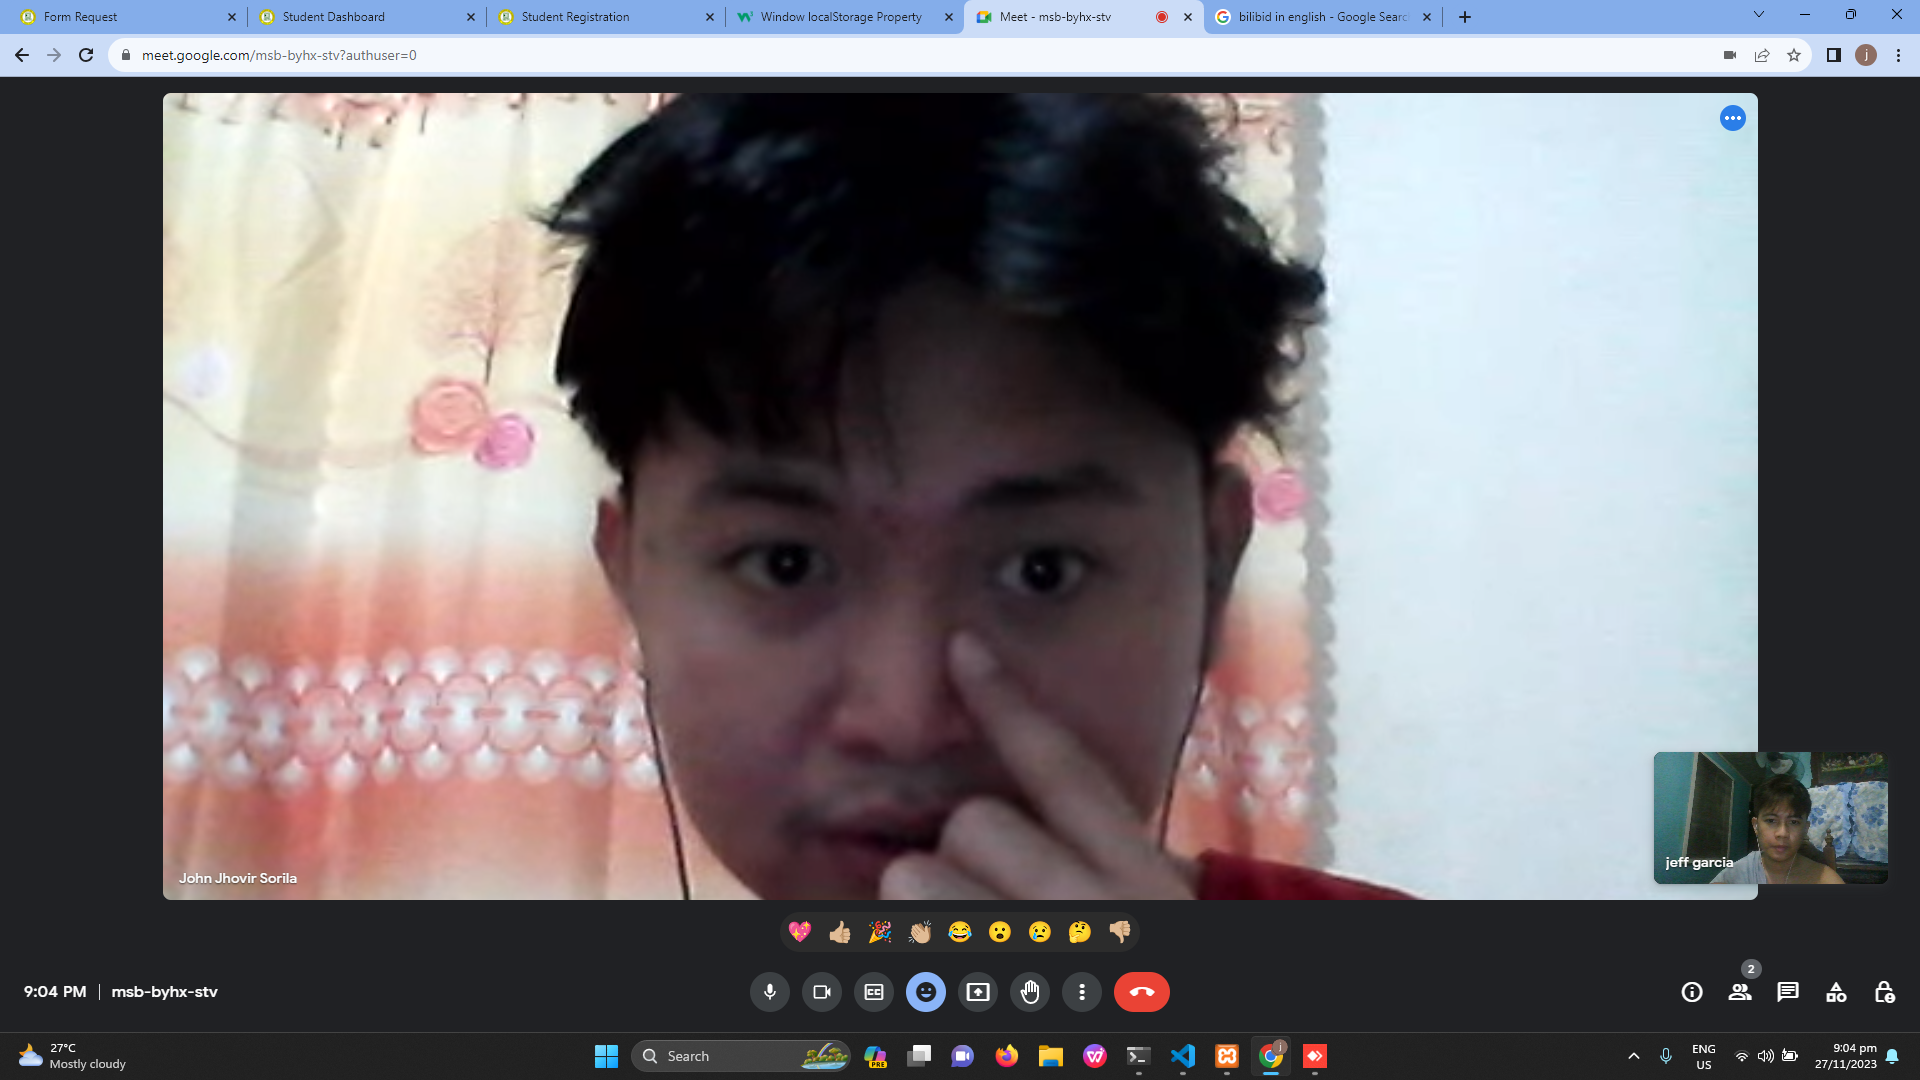 Form Request
Student Dashboard
Student Registration
Window localStorage Property
Meet - msb-byhx-stv
bilibid in english - Google Searc
meet.google.com/msb-byhx-stv?authuser=0
j
John Jhovir Sorila
jeff garcia
9:04 PM | msb-byhx-stv
CC
2
27°C
Mostly cloudy
Search
PRE
j
ENG
US
9:04 pm
27/11/2023